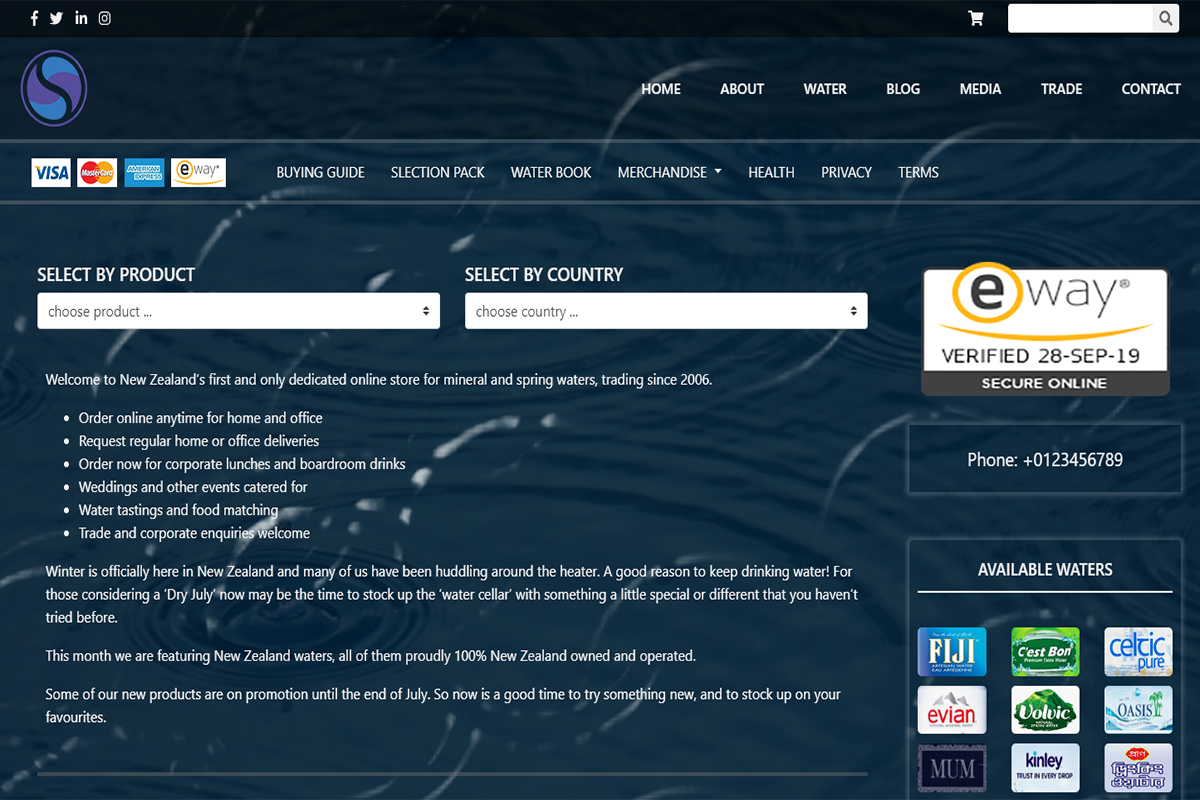 HOME ABOUT WATER BLOG MEDIA TRADE CONTACT
VISA MasterCard AMERICAN EXPRESS eway® BUYING GUIDE SLECTION PACK WATER BOOK MERCHANDISE HEALTH PRIVACY TERMS
SELECT BY PRODUCT SELECT BY COUNTRY
choose product ... choose country ...
eway®
VERIFIED 28-SEP-19
SECURE ONLINE
Welcome to New Zealand's first and only dedicated online store for mineral and spring waters, trading since 2006.
• Order online anytime for home and office
• Request regular home or office deliveries
• Order now for corporate lunches and boardroom drinks
• Weddings and other events catered for
• Water tastings and food matching
• Trade and corporate enquiries welcome
Winter is officially here in New Zealand and many of us have been huddling around the heater. A good reason to keep drinking water! For
those considering a 'Dry July' now may be the time to stock up the 'water cellar' with something a little special or different that you haven't
tried before.
This month we are featuring New Zealand waters, all of them proudly 100% New Zealand owned and operated.
Some of our new products are on promotion until the end of July. So now is a good time to try something new, and to stock up on your
favourites.
Phone: +0123456789
AVAILABLE WATERS
FIJI
ARTESIAN WATER
EAU ARTESIENNE
C'est Bon
Premium Table Water
celtic
pure
evian
NATURAL MINERAL WATER
Volvic
NATURAL
SPRING WATER
OASIS
MUM
kinley
TRUST IN EVERY DROP
প্রাণ
ড্রিংকিং
ওয়াটার